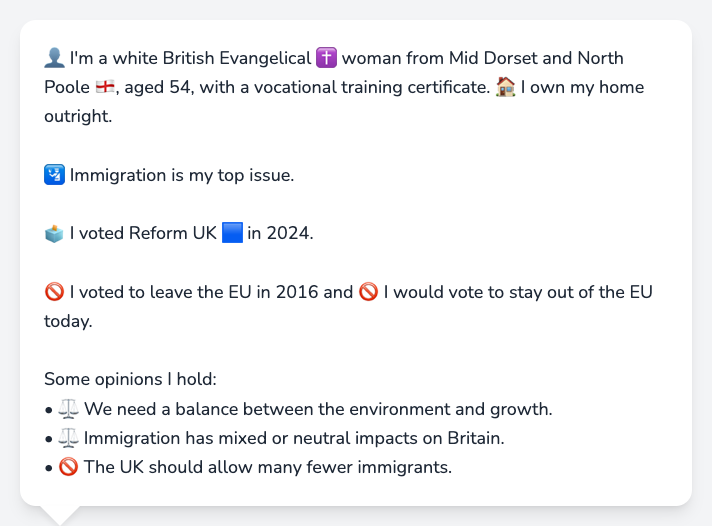 👤 I'm a white British Evangelical ✝️ woman from Mid Dorset and North
Poole 🏴󠁧󠁢󠁥󠁮󠁧󠁿, aged 54, with a vocational training certificate. 🏠 I own my home
outright.
🛂 Immigration is my top issue.
🗳️ I voted Reform UK 🟦 in 2024.
🚫 I voted to leave the EU in 2016 and 🚫 I would vote to stay out of the EU
today.
Some opinions I hold:
• ⚖️ We need a balance between the environment and growth.
• ⚖️ Immigration has mixed or neutral impacts on Britain.
• 🚫 The UK should allow many fewer immigrants.